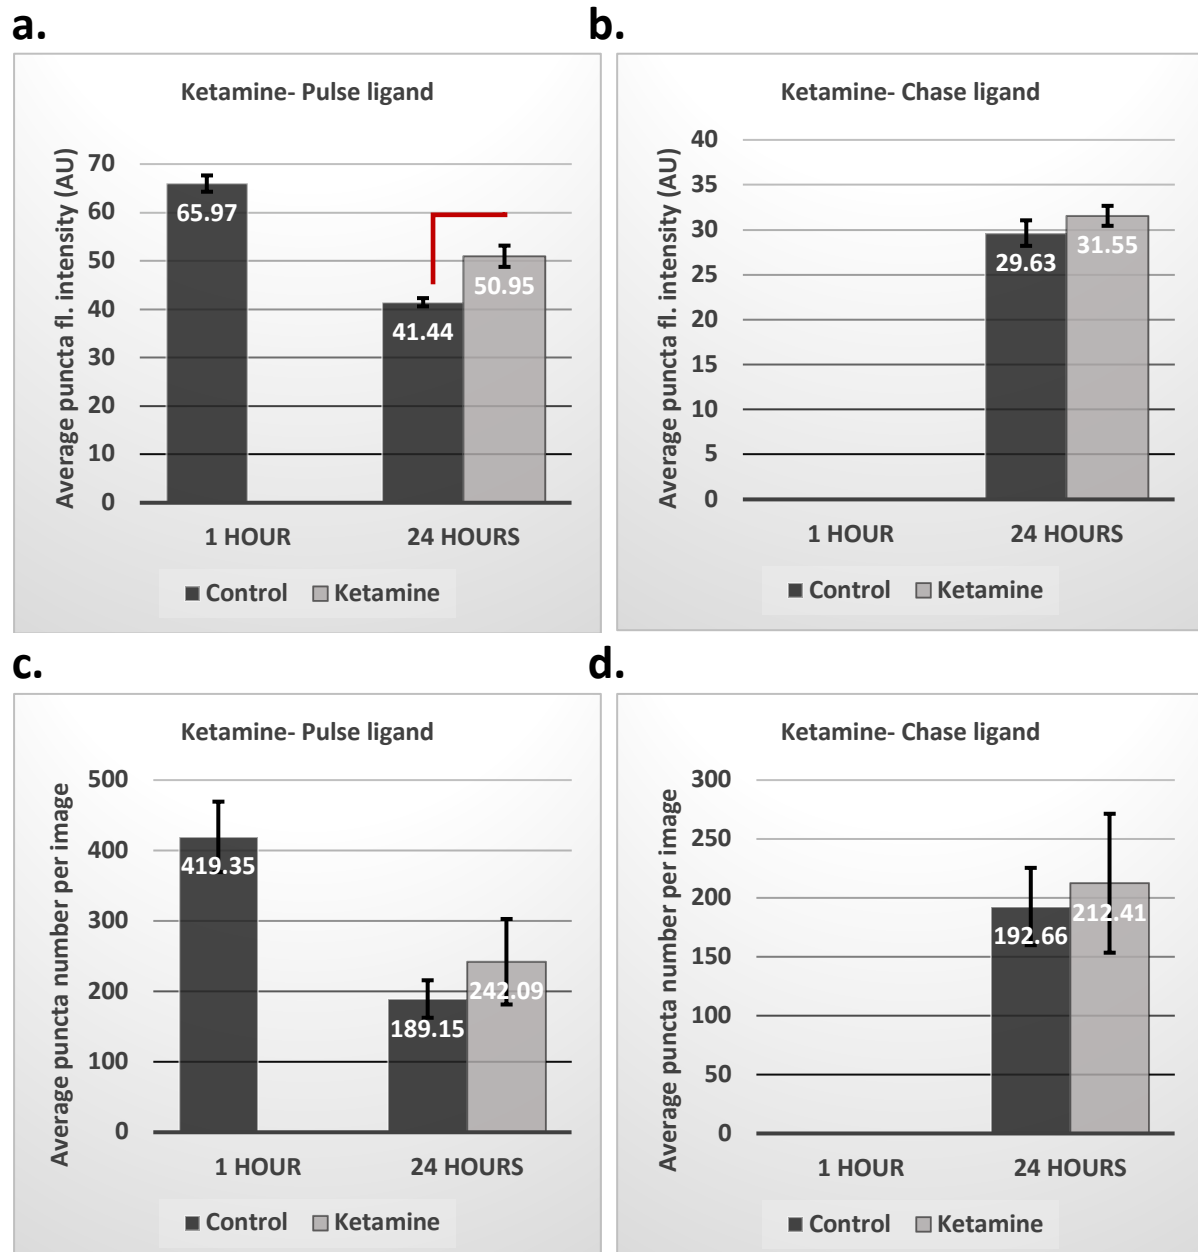 a.
Ketamine- Pulse ligand
Average puncta fl. intensity (AU)
70
60
50
40
30
20
10
0
65.97
41.44
50.95
1 HOUR
24 HOURS
Control
Ketamine
b.
Ketamine- Chase ligand
Average puncta fl. intensity (AU)
40
35
30
25
20
15
10
5
0
29.63
31.55
1 HOUR
24 HOURS
Control
Ketamine
c.
Ketamine- Pulse ligand
Average puncta number per image
500
400
300
200
100
0
419.35
189.15
242.09
1 HOUR
24 HOURS
Control
Ketamine
d.
Ketamine- Chase ligand
Average puncta number per image
300
250
200
150
100
50
0
192.66
212.41
1 HOUR
24 HOURS
Control
Ketamine